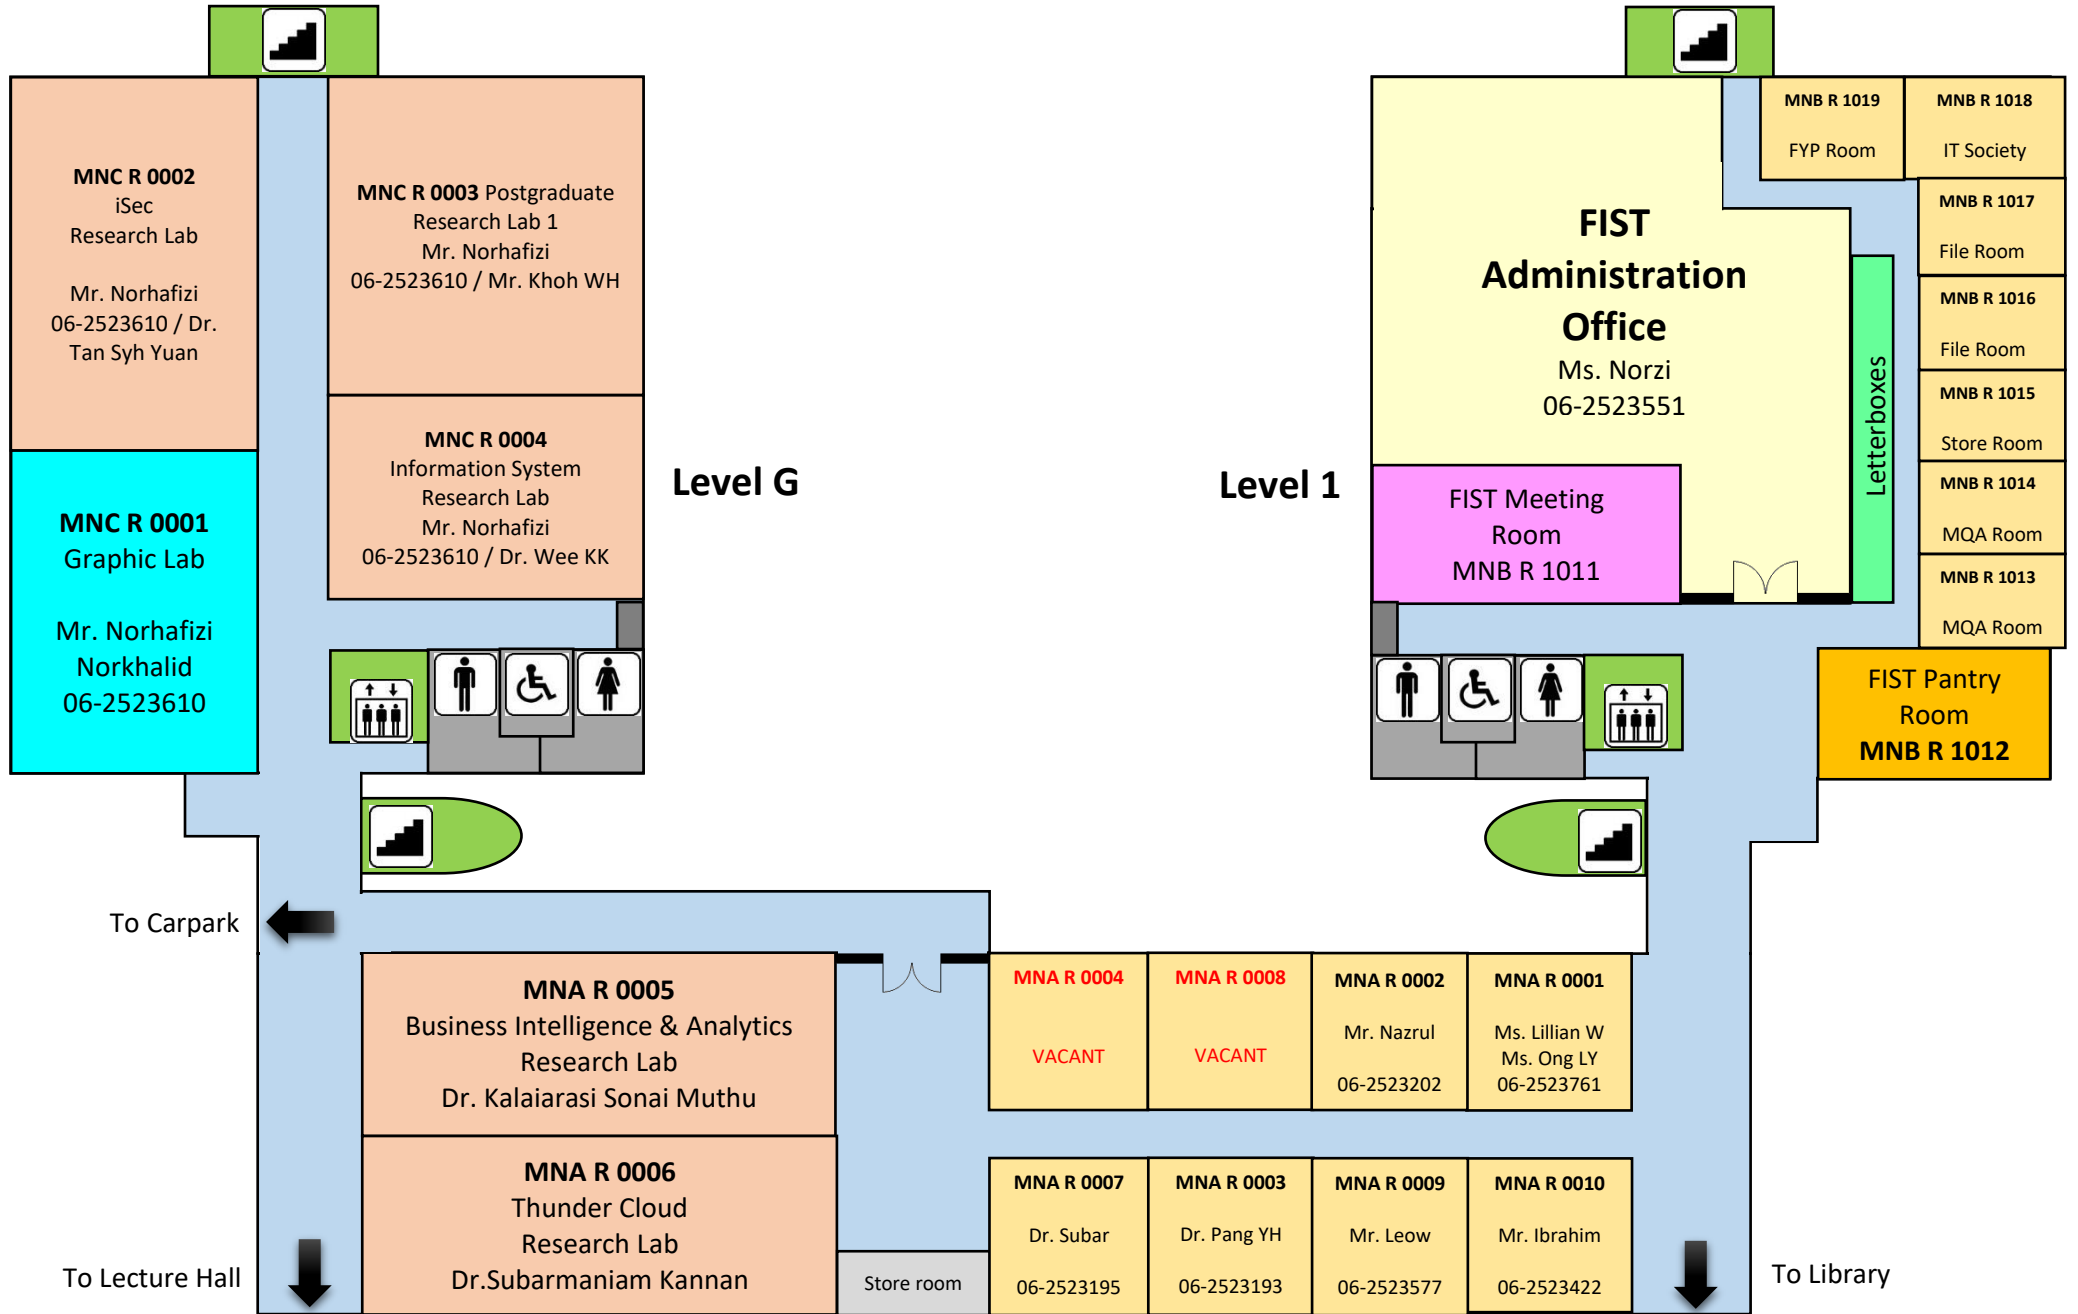 MNC R 0002
iSec
Research Lab
Mr. Norhafizi
06-2523610 / Dr.
Tan Syh Yuan
MNC R 0003 Postgraduate
Research Lab 1
Mr. Norhafizi
06-2523610 / Mr. Khoh WH
MNC R 0004
Information System
Research Lab
Mr. Norhafizi
06-2523610 / Dr. Wee KK
MNC R 0001
Graphic Lab
Mr. Norhafizi
Norkhalid
06-2523610
Level G
Level 1
FIST
Administration
Office
Ms. Norzi
06-2523551
FIST Meeting
Room
MNB R 1011
Letterboxes
MNB R 1019
FYP Room
MNB R 1018
IT Society
MNB R 1017
File Room
MNB R 1016
File Room
MNB R 1015
Store Room
MNB R 1014
MQA Room
MNB R 1013
MQA Room
FIST Pantry
Room
MNB R 1012
To Carpark
MNA R 0005
Business Intelligence & Analytics
Research Lab
Dr. Kalaiarasi Sonai Muthu
MNA R 0006
Thunder Cloud
Research Lab
Dr.Subarmaniam Kannan
To Lecture Hall
Store room
MNA R 0004
VACANT
MNA R 0008
VACANT
MNA R 0002
Mr. Nazrul
06-2523202
MNA R 0001
Ms. Lillian W
Ms. Ong LY
06-2523761
MNA R 0007
Dr. Subar
06-2523195
MNA R 0003
Dr. Pang YH
06-2523193
MNA R 0009
Mr. Leow
06-2523577
MNA R 0010
Mr. Ibrahim
06-2523422
To Library